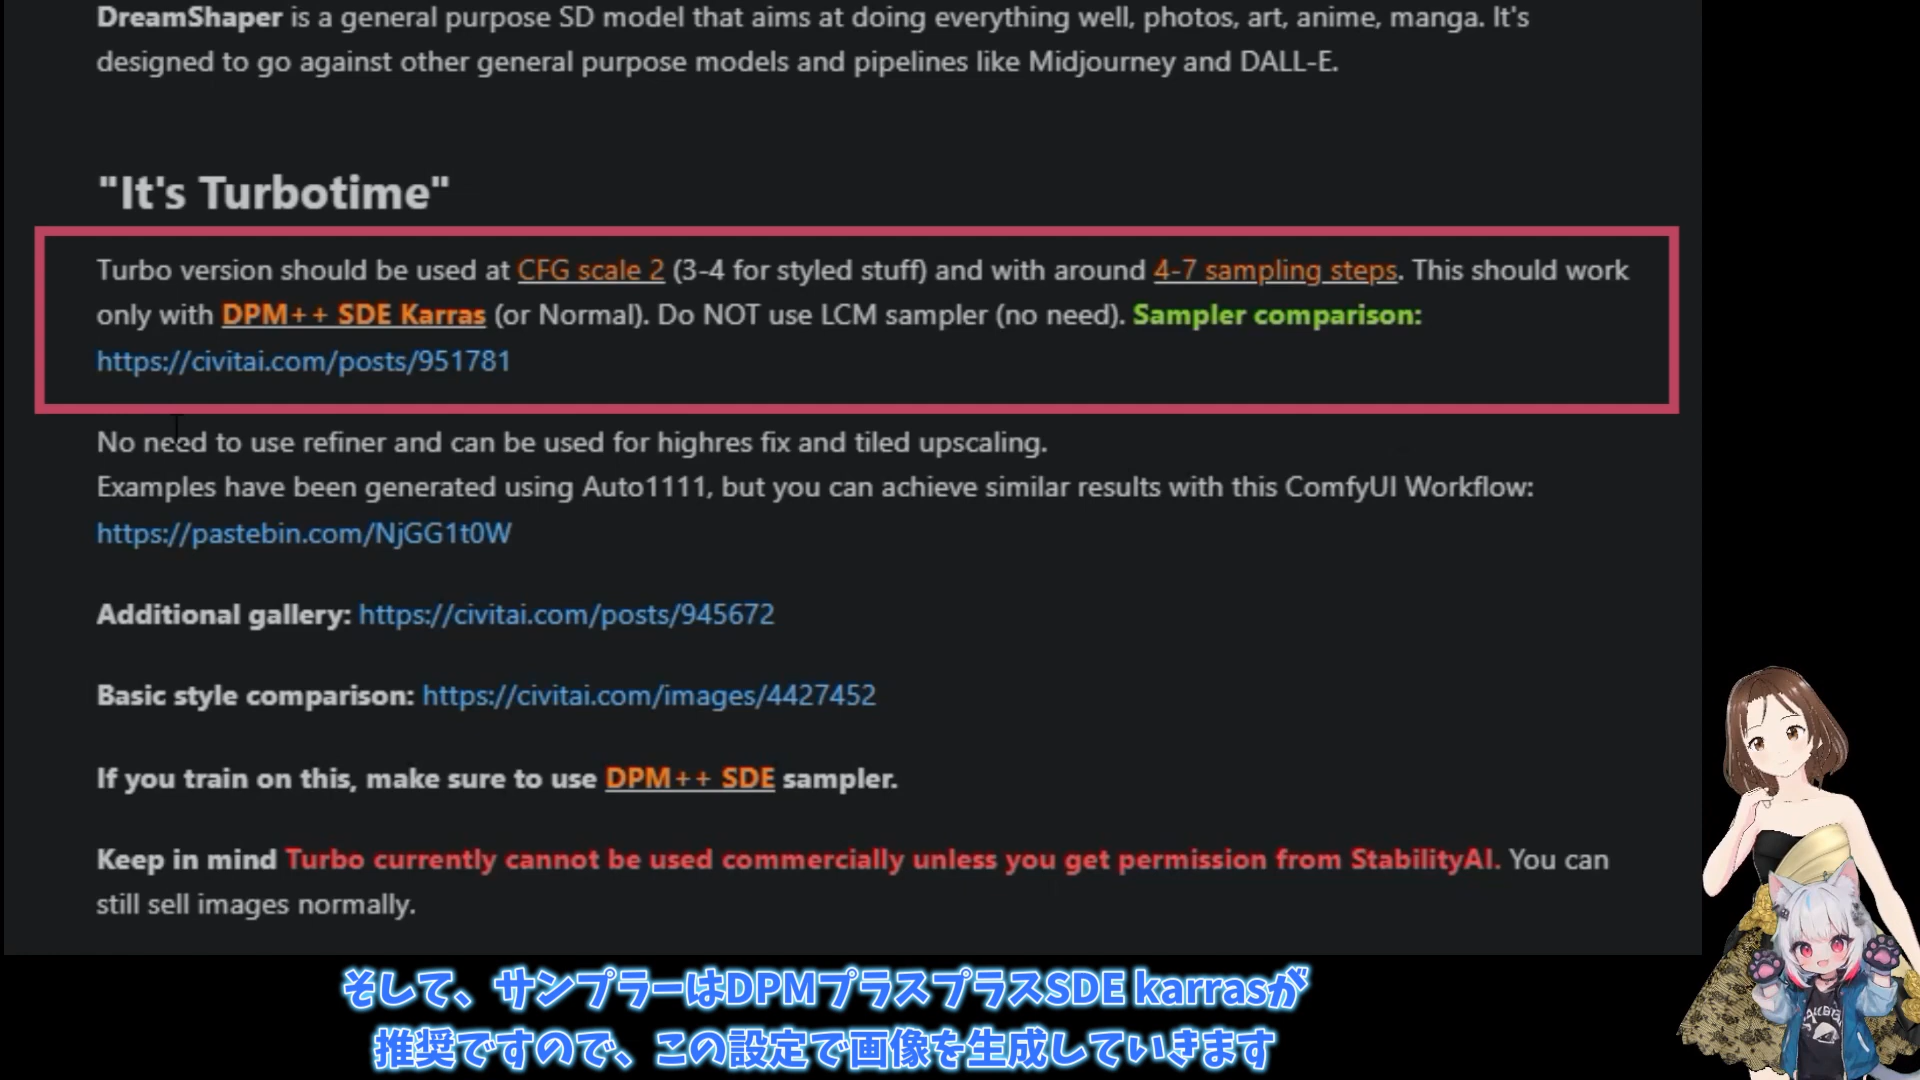 DreamShaper is a general purpose SD model that aims at doing everything well, photos, art, anime, manga. It's
designed to go against other general purpose models and pipelines like Midjourney and DALL-E.
"It's Turbotime"
Turbo version should be used at CFG scale 2 (3-4 for styled stuff) and with around 4-7 sampling steps. This should work
only with DPM++ SDE Karras (or Normal). Do NOT use LCM sampler (no need). Sampler comparison:
https://civitai.com/posts/951781
No need to use refiner and can be used for highres fix and tiled upscaling.
Examples have been generated using Auto1111, but you can achieve similar results with this ComfyUI Workflow:
https://pastebin.com/NjGG1t0W
Additional gallery: https://civitai.com/posts/945672
Basic style comparison: https://civitai.com/images/4427452
If you train on this, make sure to use DPM++ SDE sampler.
Keep in mind Turbo currently cannot be used commercially unless you get permission from StabilityAI. You can
still sell images normally.
そして、サンプラーはDPMプラスプラスSDE karrasが
推奨ですので、この設定で画像を生成していきます